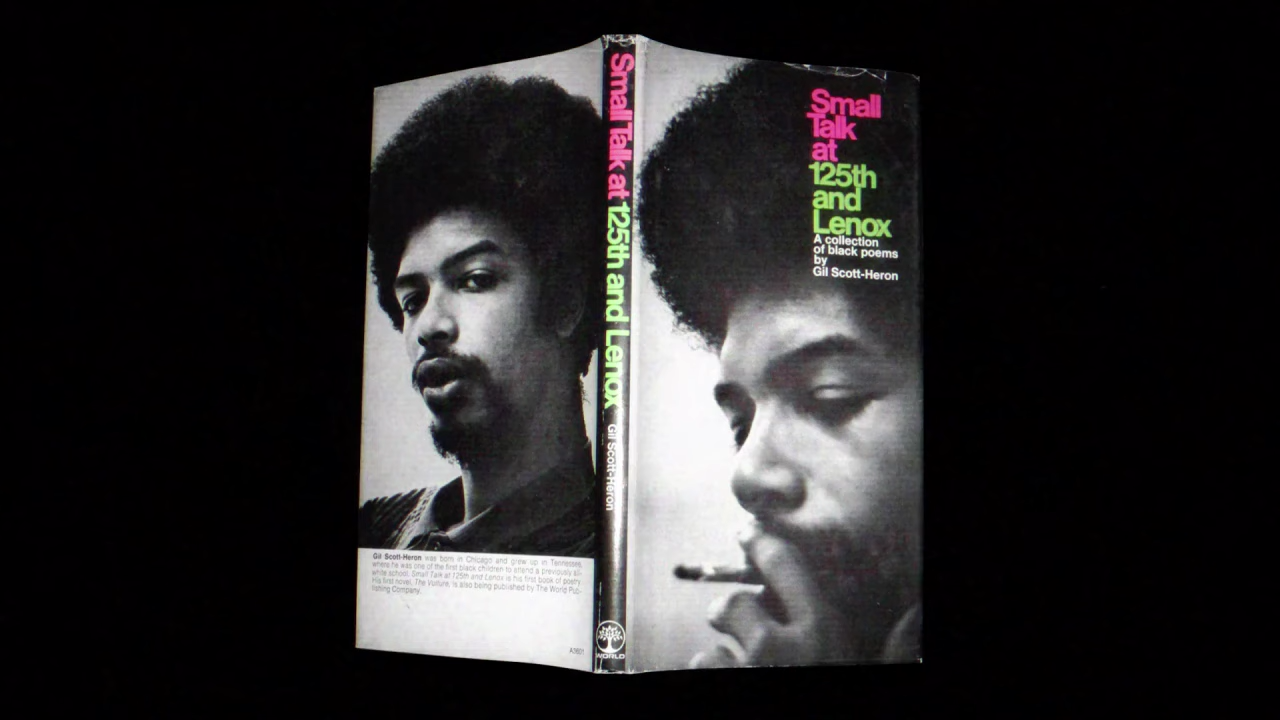 Small
Talk
at
125th
and
Lenox
A collection
of black poems
by
Gil Scott-Heron
Small Talk at 125th and Lenox Gil Scott-Heron
WORLD
Gil Scott-Heron was born in Chicago and grew up in Tennessee,
where he was one of the first black children to attend a previously all-
white school. Small Talk at 125th and Lenox is his first book of poetry.
His first novel, The Vulture, is also being published by The World Pub-
lishing Company.
A3601